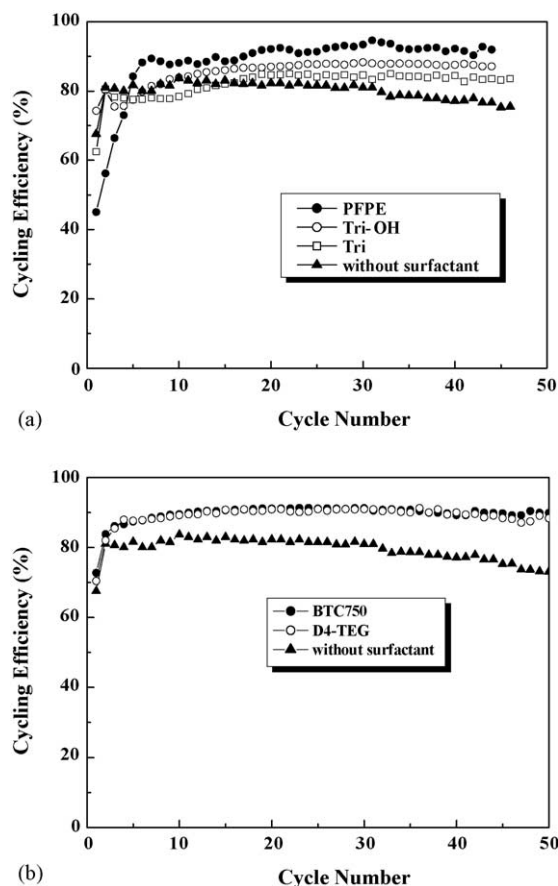 100
80
60
40
20
0
Cycling Efficiency (%)
PFPE
Tri-OH
Tri
without surfactant
0 10 20 30 40 50
Cycle Number
(a)
100
80
60
40
20
0
Cycling Efficiency (%)
BTC750
D4-TEG
without surfactant
0 10 20 30 40 50
Cycle Number
(b)